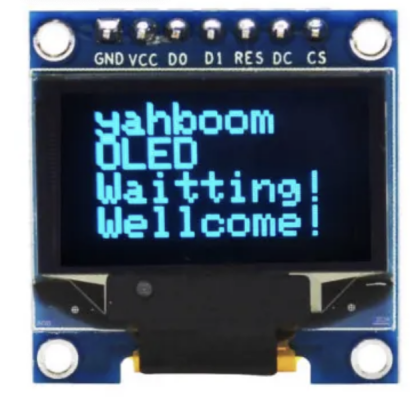 GND VCC D0 D1 RES DC CS
yahboom
OLED
Waitting!
Wellcome!